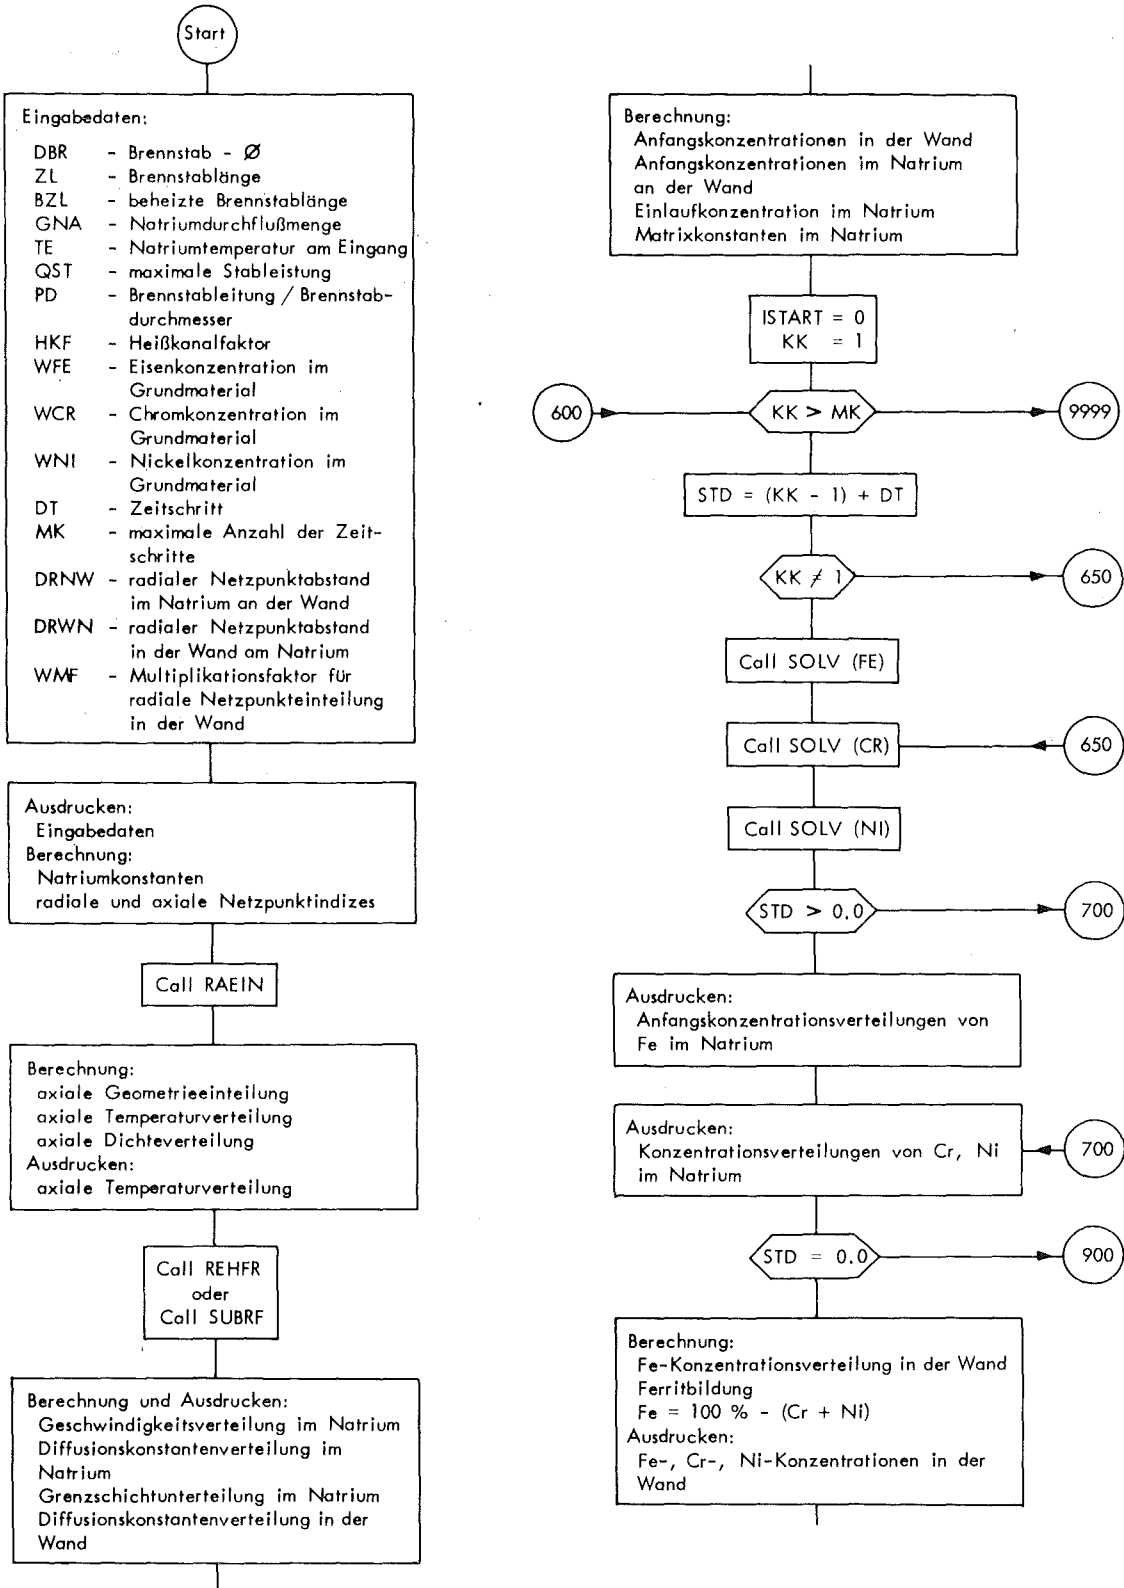 Start
Eingabedaten:
DBR - Brennstab - Ø
ZL - Brennstablänge
BZL - beheizte Brennstablänge
GNA - Natriumdurchflußmenge
TE - Natriumtemperatur am Eingang
QST - maximale Stableistung
PD - Brennstableitung / Brennstab-
durchmesser
HKF - Heißkanalfaktor
WFE - Eisenkonzentration im
Grundmaterial
WCR - Chromkonzentration im
Grundmaterial
WNI - Nickelkonzentration im
Grundmaterial
DT - Zeitschritt
MK - maximale Anzahl der Zeit-
schritte
DRNW - radialer Netzpunktabstand
im Natrium an der Wand
DRWN - radialer Netzpunktabstand
in der Wand am Natrium
WMF - Multiplikationsfaktor für
radiale Netzpunkteinteilung
in der Wand
Ausdrucken:
Eingabedaten
Berechnung:
Natriumkonstanten
radiale und axiale Netzpunktindizes
Call RAEIN
Berechnung:
axiale Geometrieeinteilung
axiale Temperaturverteilung
axiale Dichteverteilung
Ausdrucken:
axiale Temperaturverteilung
Call REHFR
oder
Call SUBRF
Berechnung und Ausdrucken:
Geschwindigkeitsverteilung im Natrium
Diffusionskonstantenverteilung im
Natrium
Grenzschichtunterteilung im Natrium
Diffusionskonstantenverteilung in der
Wand
Berechnung:
Anfangskonzentrationen in der Wand
Anfangskonzentrationen im Natrium
an der Wand
Einlaufkonzentration im Natrium
Matrixkonstanten im Natrium
ISTART = 0
KK = 1
600
KK > MK
9999
STD = (KK - 1) + DT
KK ≠ 1
650
Call SOLV (FE)
Call SOLV (CR)
650
Call SOLV (NI)
STD > 0.0
700
Ausdrucken:
Anfangskonzentrationsverteilungen von
Fe im Natrium
Ausdrucken:
Konzentrationsverteilungen von Cr, Ni
im Natrium
700
STD = 0.0
900
Berechnung:
Fe-Konzentrationsverteilung in der Wand
Ferritbildung
Fe = 100 % - (Cr + Ni)
Ausdrucken:
Fe-, Cr-, Ni-Konzentrationen in der
Wand